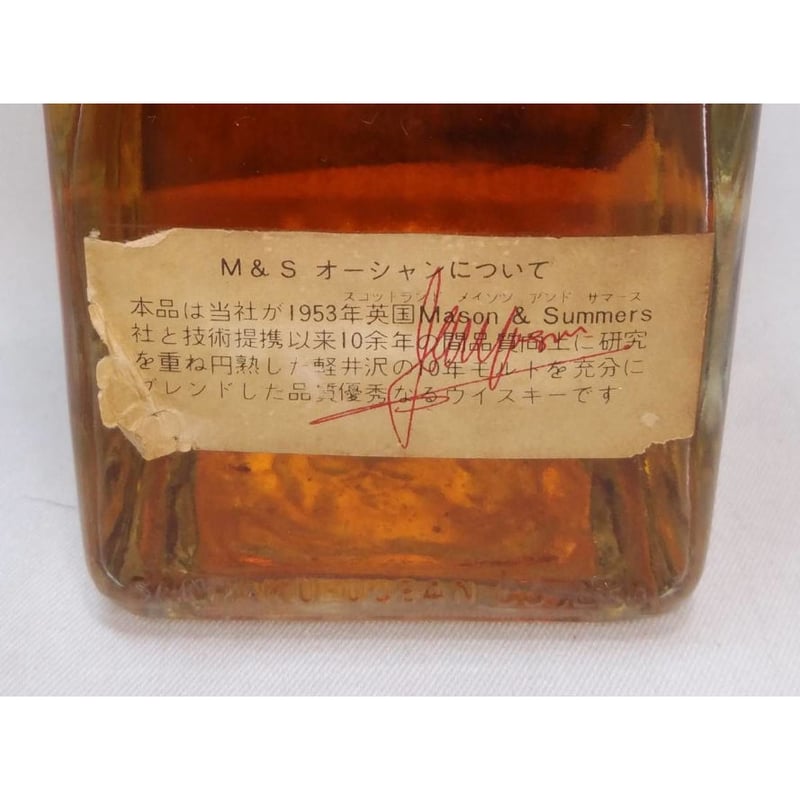 M & S オーシャンについて
スコットランド メイソン アンド サマース
本品は当社が1953年英国Mason & Summers
社と技術提携以来10余年の間品質向上に研究
を重ね円熟した軽井沢の10年モルトを充分に
ブレンドした品質優秀なるウイスキーです